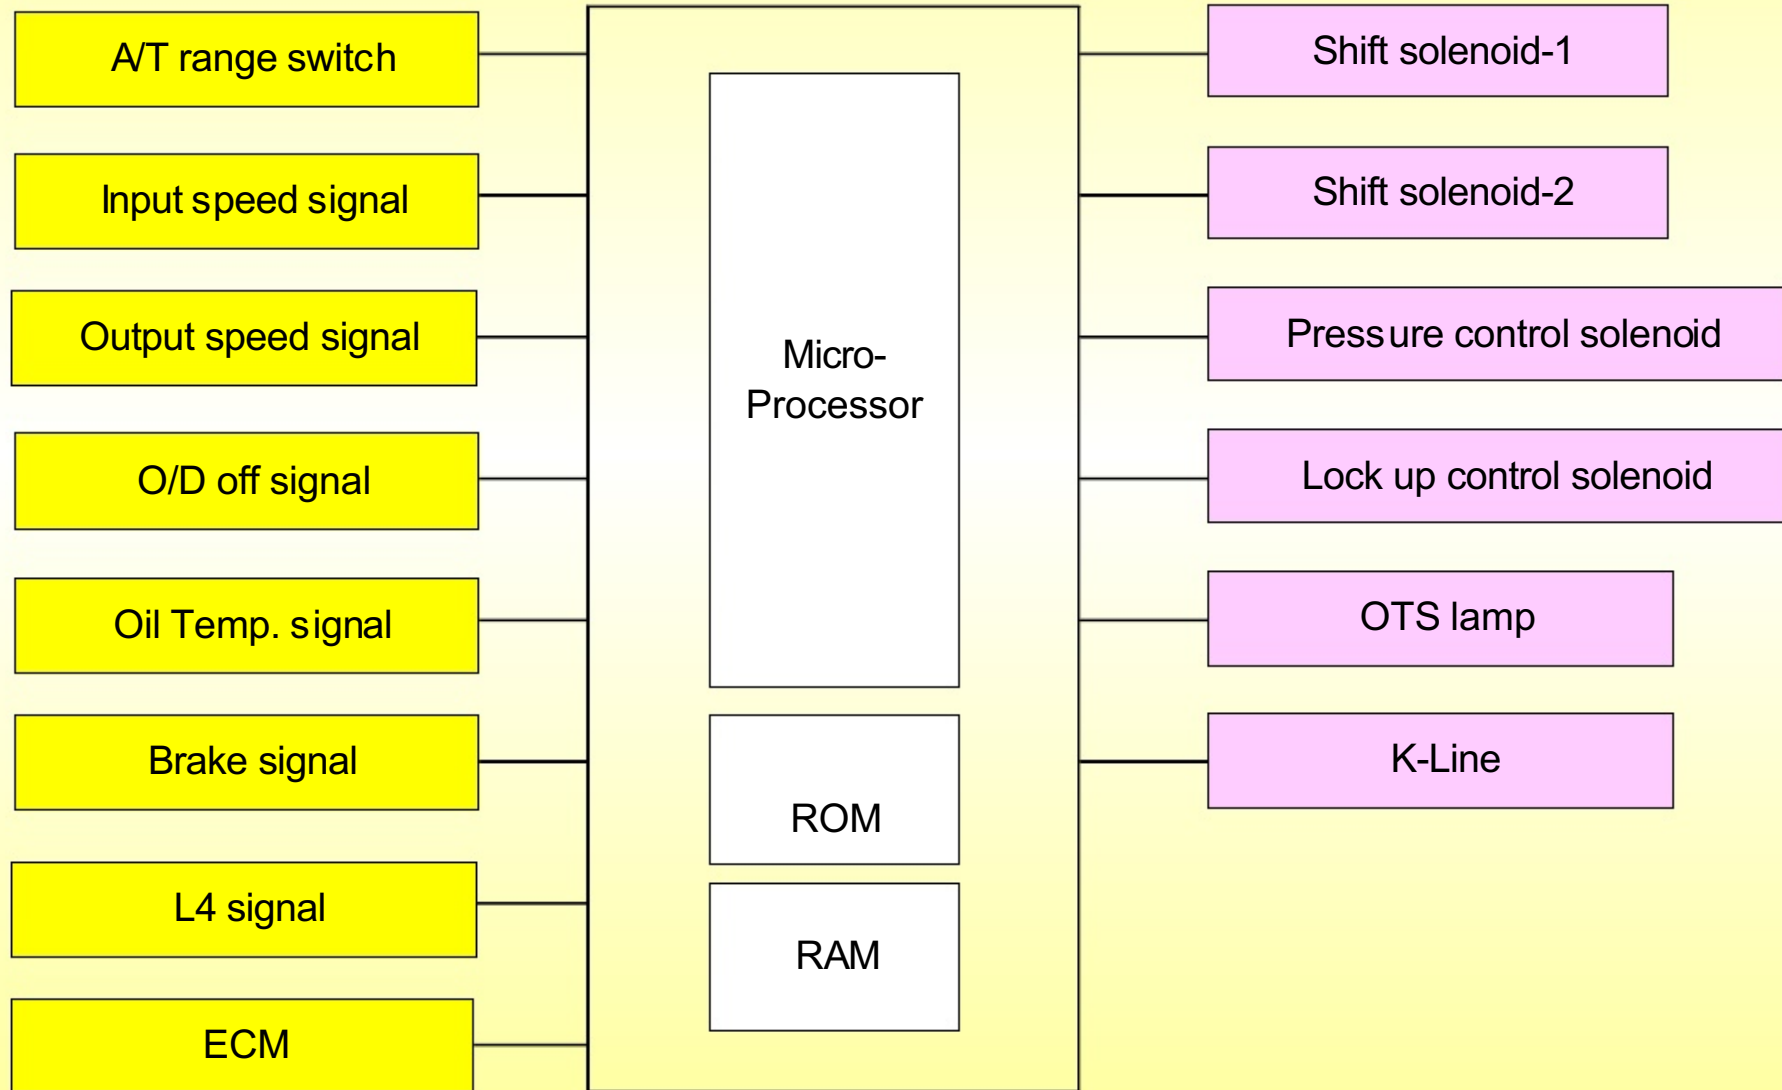 A/T range switch
Input speed signal
Output speed signal
O/D off signal
Oil Temp. signal
Brake signal
L4 signal
ECM
Micro-
Processor
ROM
RAM
Shift solenoid-1
Shift solenoid-2
Pressure control solenoid
Lock up control solenoid
OTS lamp
K-Line